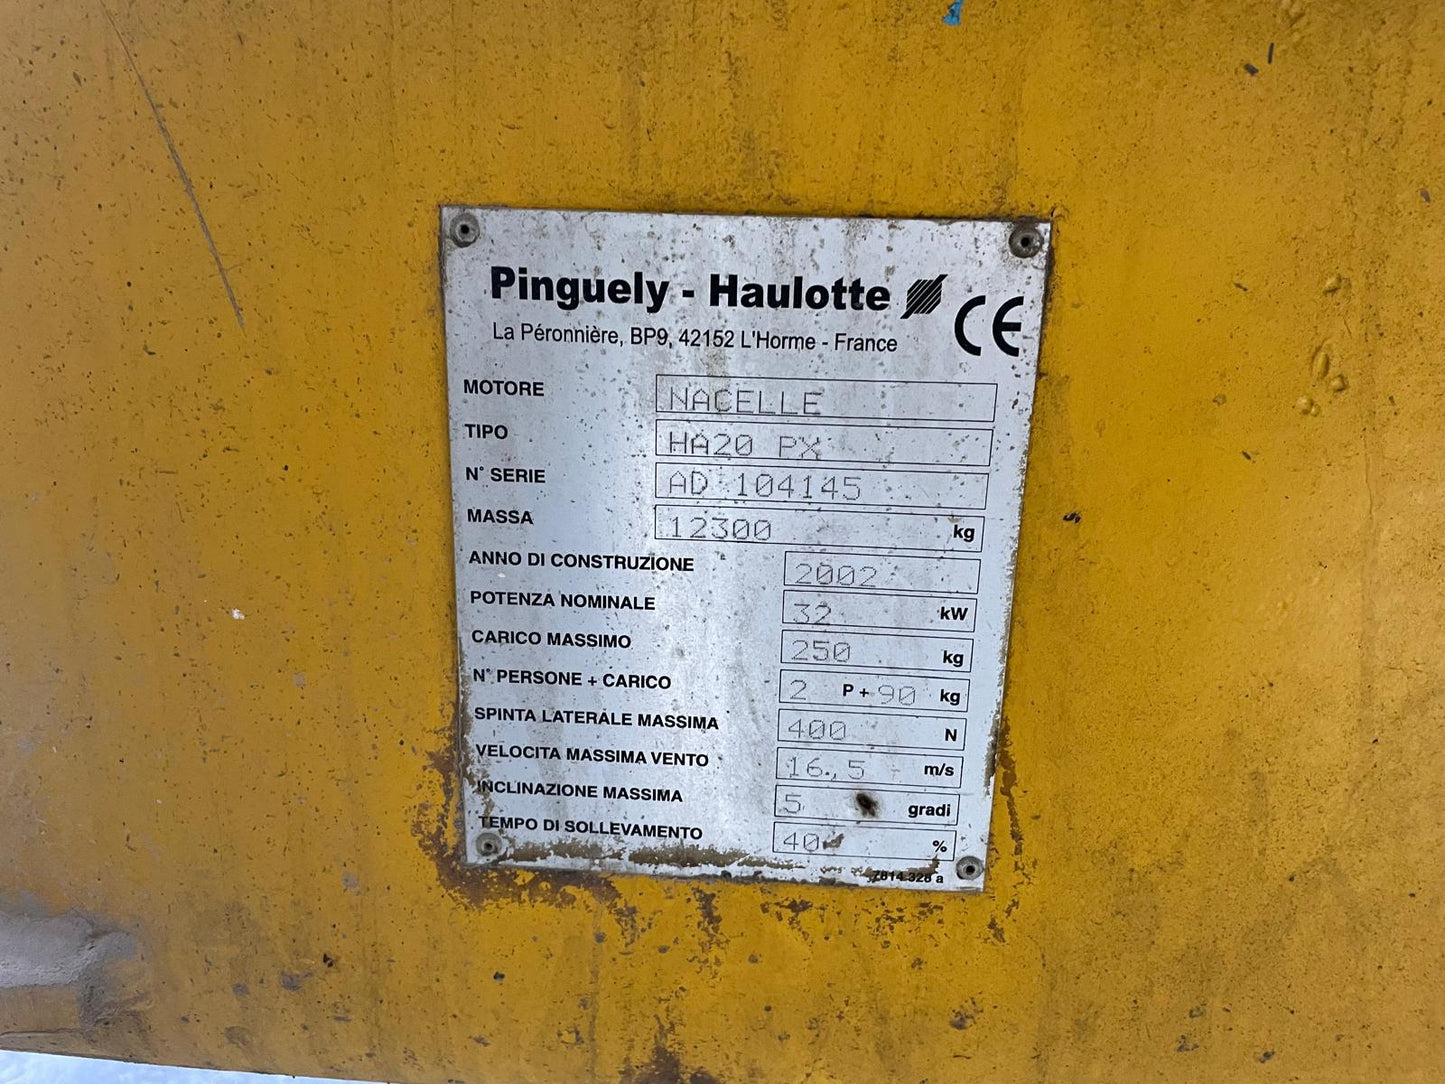 Pinguely - Haulotte CE
La Péronnière, BP9, 42152 L'Horme - France
MOTORE NACELLE
TIPO HA20 PX
N° SERIE AD 104145
MASSA 12300 kg
ANNO DI CONSTRUZIONE 2002
POTENZA NOMINALE 32 kW
CARICO MASSIMO 250 kg
N° PERSONE + CARICO 2 P + 90 kg
SPINTA LATERALE MASSIMA 400 N
VELOCITA MASSIMA VENTO 16,5 m/s
INCLINAZIONE MASSIMA 5 gradi
TEMPO DI SOLLEVAMENTO 40 %
7814 328 a